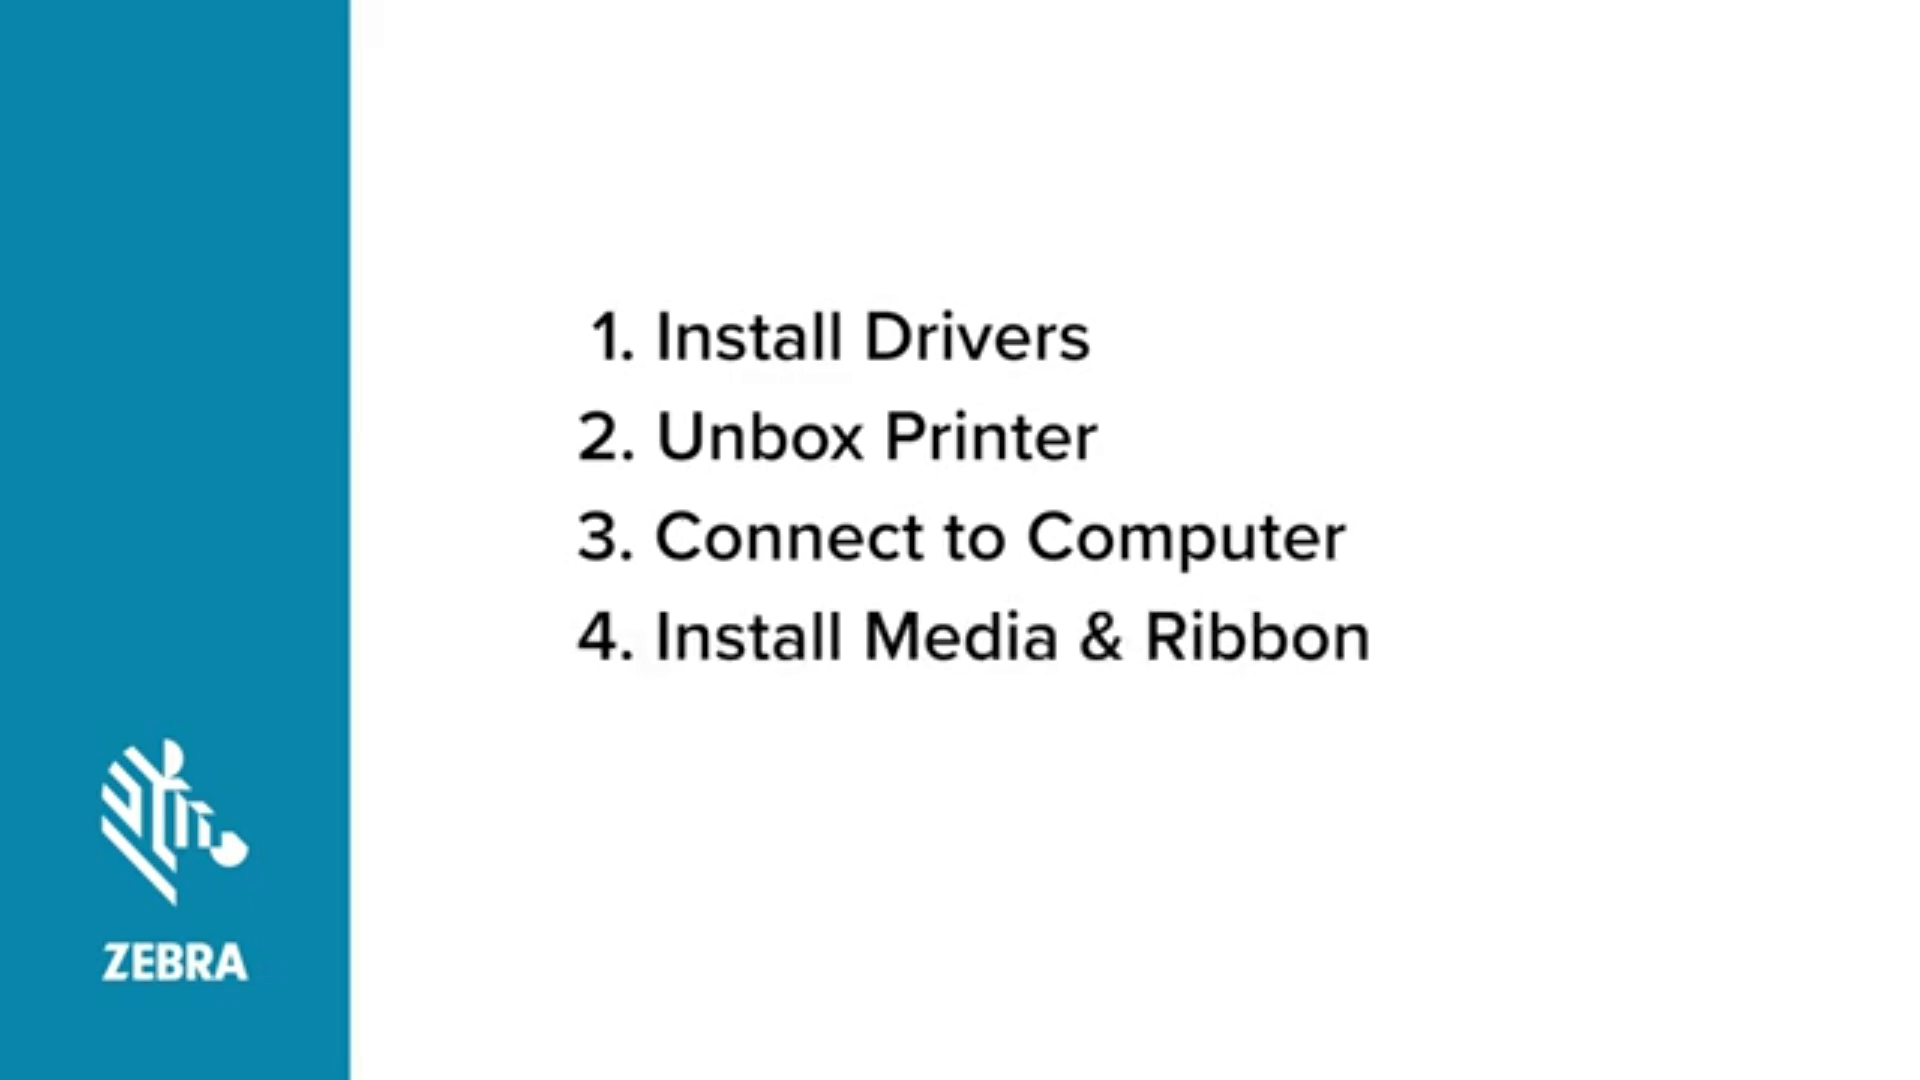 1. Install Drivers
2. Unbox Printer
3. Connect to Computer
4. Install Media & Ribbon
ZEBRA